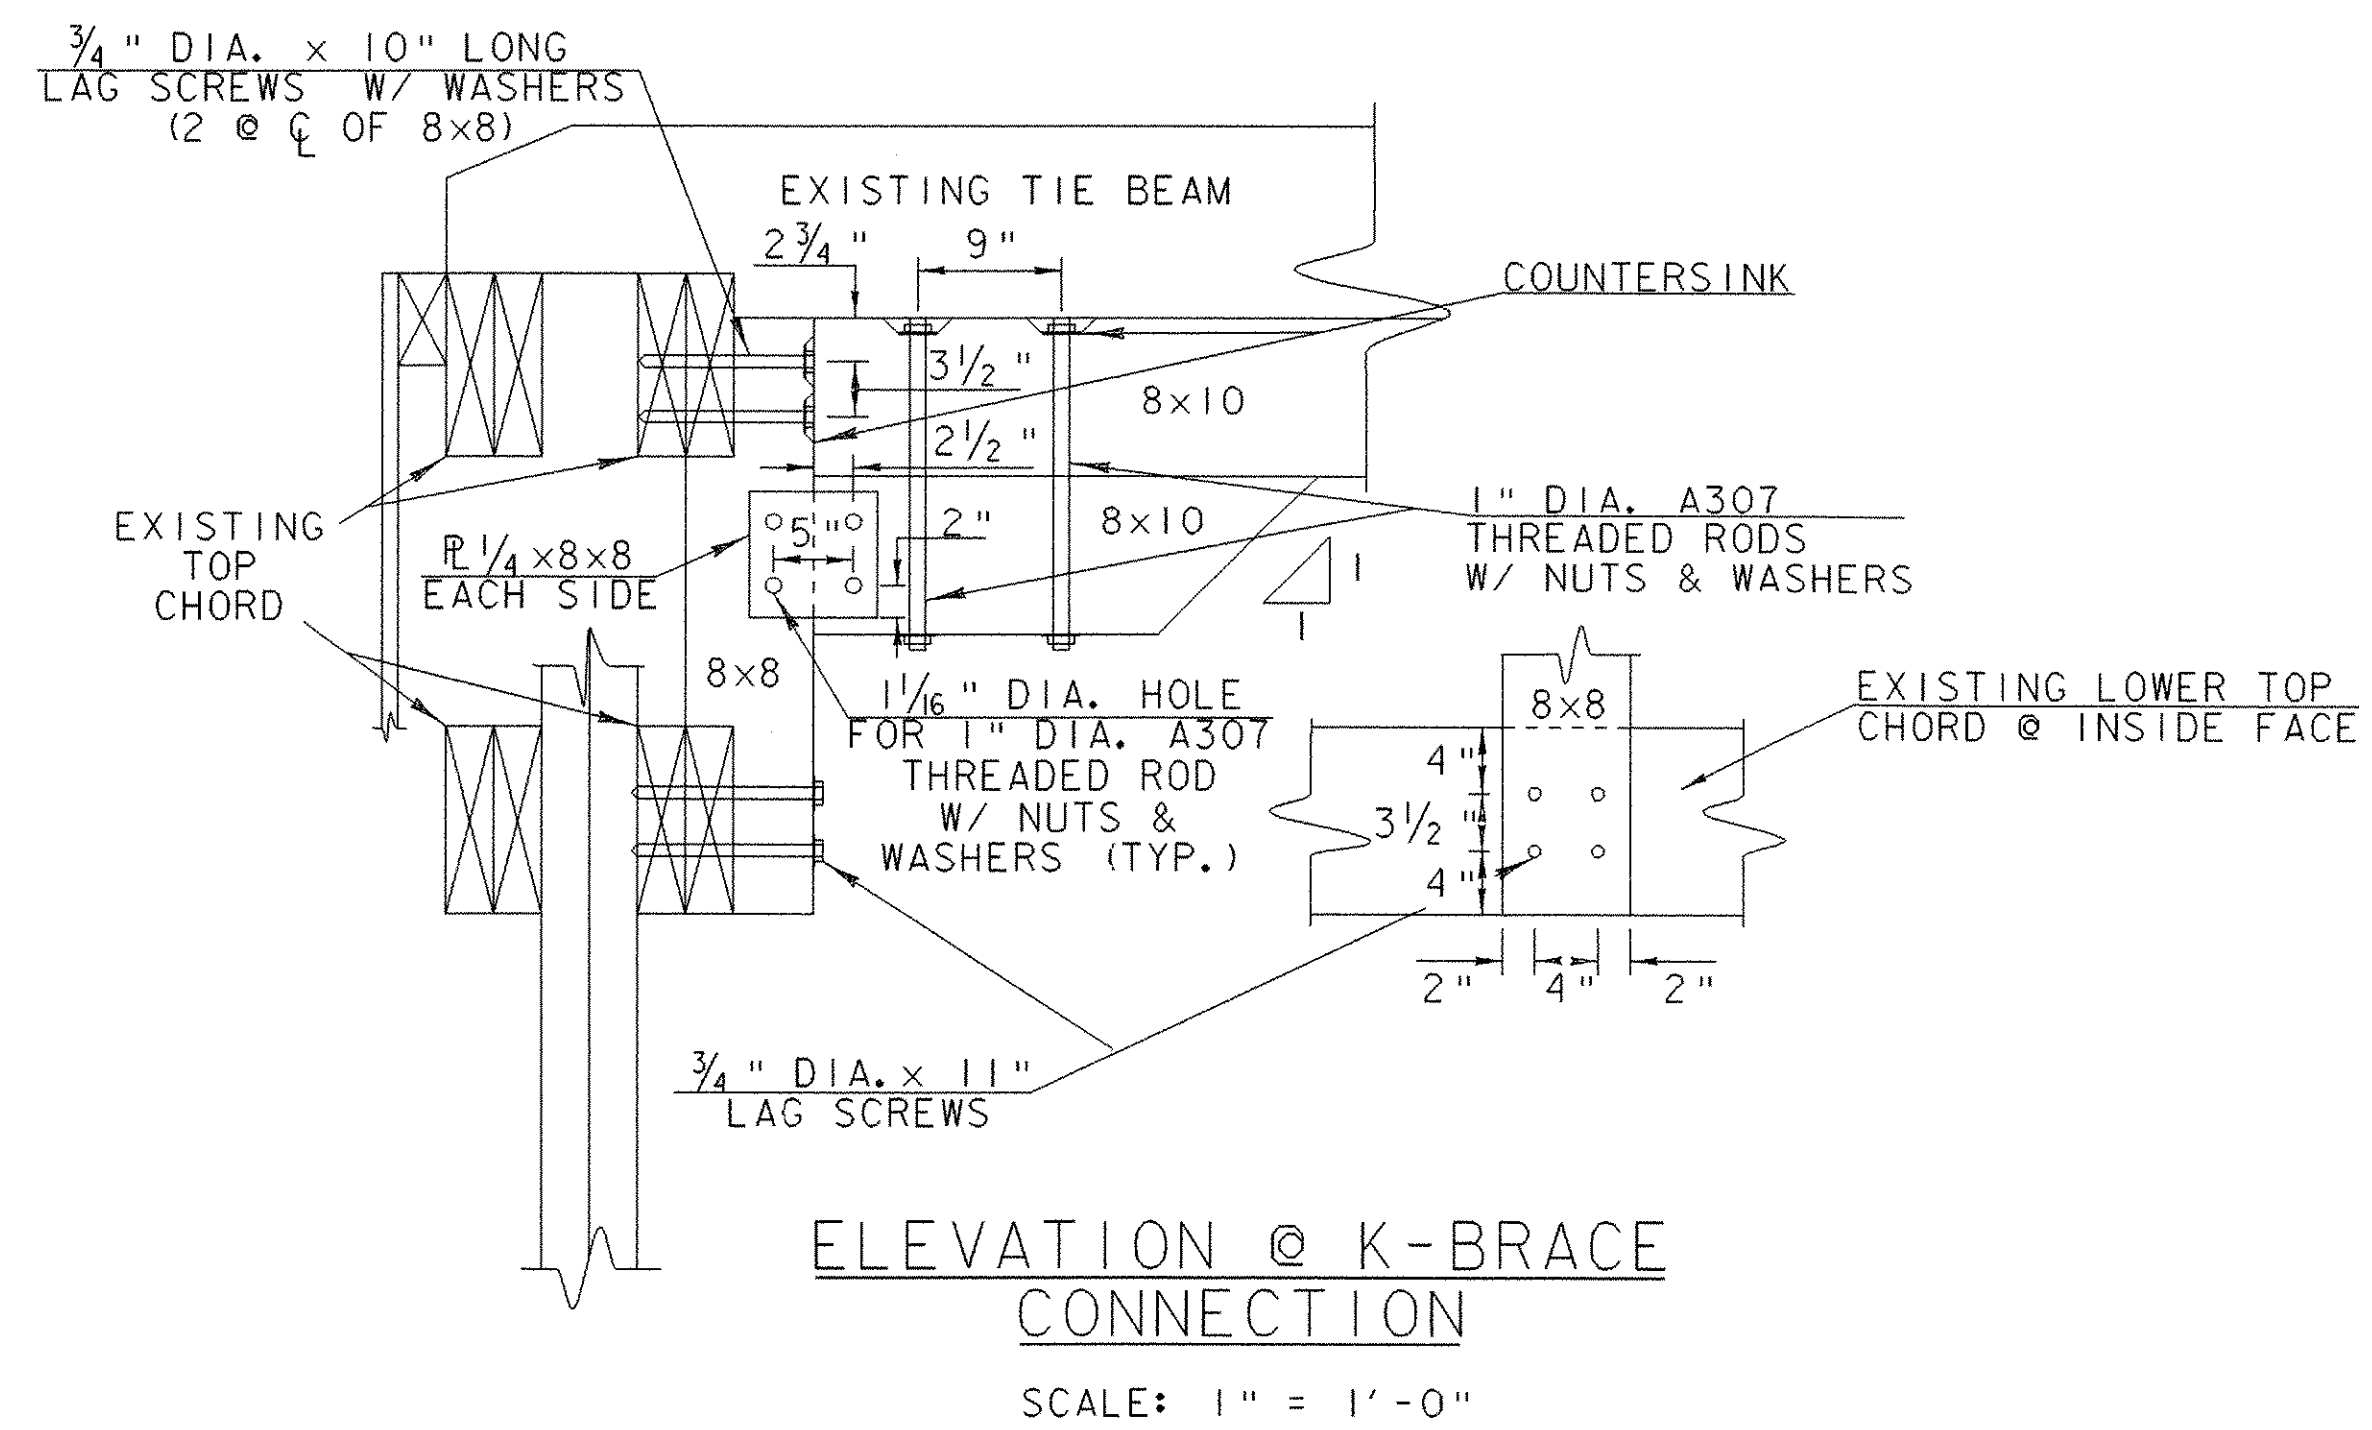 3/4" DIA. x 10" LONG
LAG SCREWS W/ WASHERS
(2 @ ℄ OF 8x8)
EXISTING TIE BEAM
2 3/4"
9"
COUNTERSINK
3 1/2"
8x10
2 1/2"
EXISTING
TOP
CHORD
℄ 1/4 x8x8
EACH SIDE
5"
2"
8x10
1" DIA. A307
THREADED RODS
W/ NUTS & WASHERS
1
1
8x8
1 1/16" DIA. HOLE
FOR 1" DIA. A307
THREADED ROD
W/ NUTS &
WASHERS (TYP.)
8x8
EXISTING LOWER TOP
CHORD @ INSIDE FACE
4"
3 1/2"
4"
2"
4"
2"
3/4" DIA. x 11"
LAG SCREWS
ELEVATION @ K-BRACE
CONNECTION
SCALE: 1" = 1'-0"